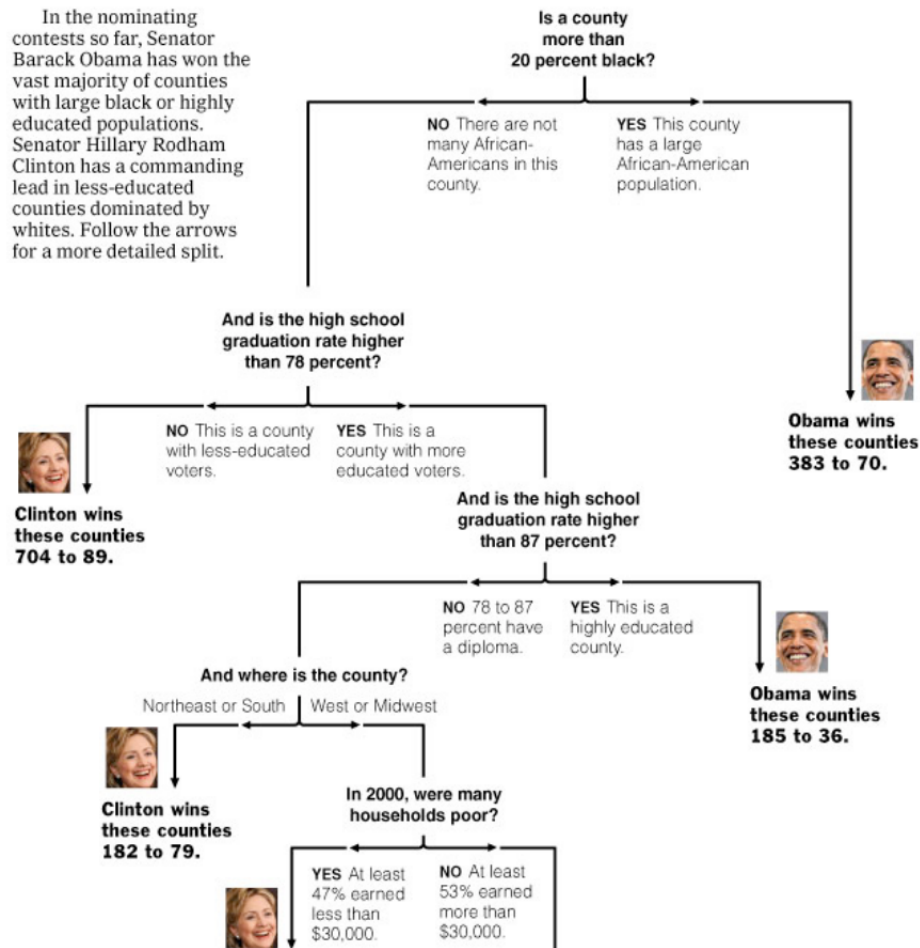 In the nominating
contests so far, Senator
Barack Obama has won the
vast majority of counties
with large black or highly
educated populations.
Senator Hillary Rodham
Clinton has a commanding
lead in less-educated
counties dominated by
whites. Follow the arrows
for a more detailed split.
Is a county
more than
20 percent black?
NO There are not
many African-
Americans in this
county.
YES This county
has a large
African-American
population.
And is the high school
graduation rate higher
than 78 percent?
Obama wins
these counties
383 to 70.
NO This is a county
with less-educated
voters.
YES This is a
county with more
educated voters.
Clinton wins
these counties
704 to 89.
And is the high school
graduation rate higher
than 87 percent?
NO 78 to 87
percent have
a diploma.
YES This is a
highly educated
county.
Obama wins
these counties
185 to 36.
And where is the county?
Northeast or South
West or Midwest
Clinton wins
these counties
182 to 79.
In 2000, were many
households poor?
YES At least
47% earned
less than
$30,000.
NO At least
53% earned
more than
$30,000.